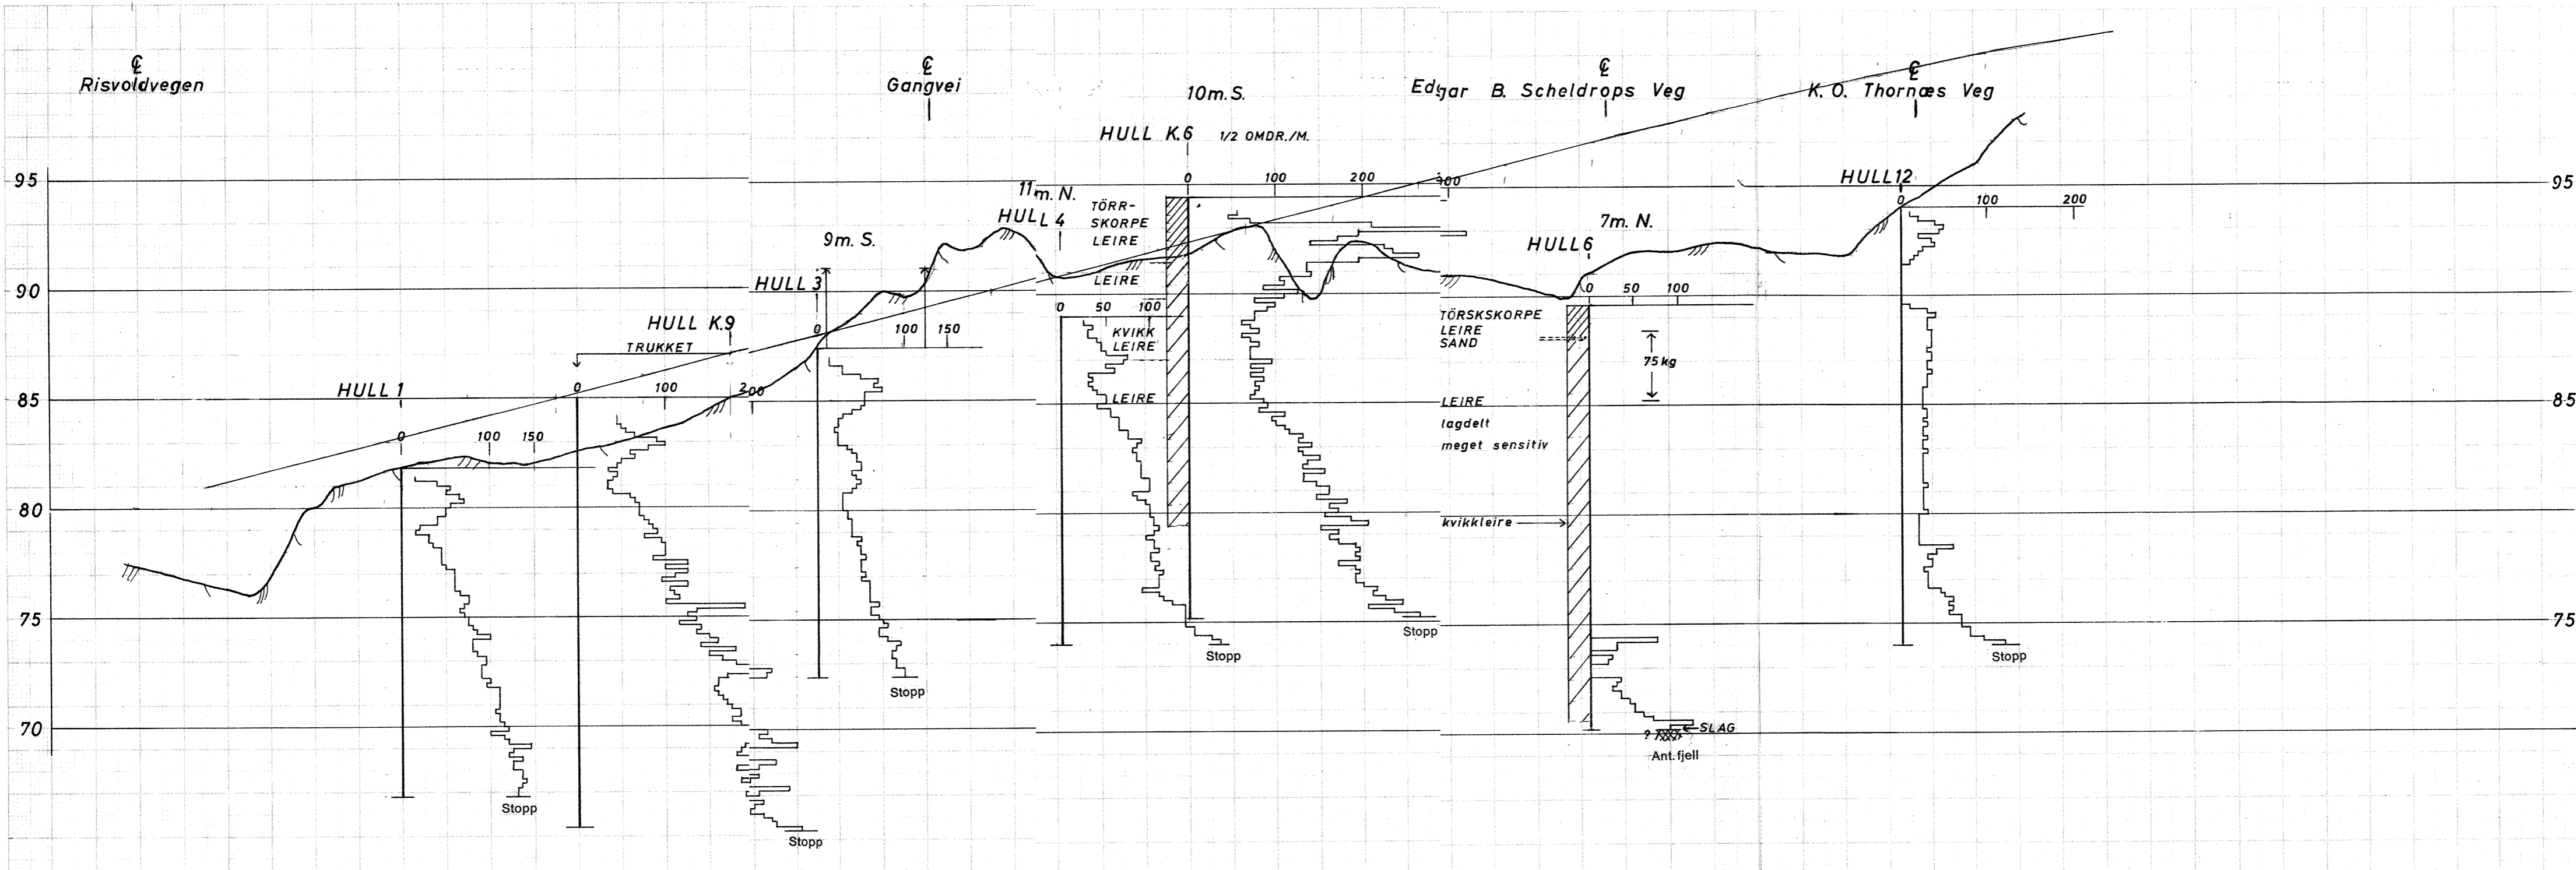 ℄ Risvoldvegen
℄ Gangvei
℄ Edgar B. Scheldrops Veg
℄ K. O. Thornæs Veg
10m. S.
HULL K.6 1/2 OMDR./M.
0 100 200 300
95
95
HULL 12
0 100 200
11m. N.
HULL 4
TÖRR-
SKORPE
LEIRE
LEIRE
0 50 100
KVIKK
LEIRE
LEIRE
9m. S.
HULL 3
0 100 150
7m. N.
HULL 6
0 50 100
TÖRSKSKORPE
LEIRE
SAND
75 kg
LEIRE
lagdelt
meget sensitiv
kvikkleire
90
HULL K.9
TRUKKET
0 100 200
HULL 1
0 100 150
85
85
80
75
75
70
Stopp
Stopp
Stopp
Stopp
Stopp
Stopp
? SLAG
Ant.fjell